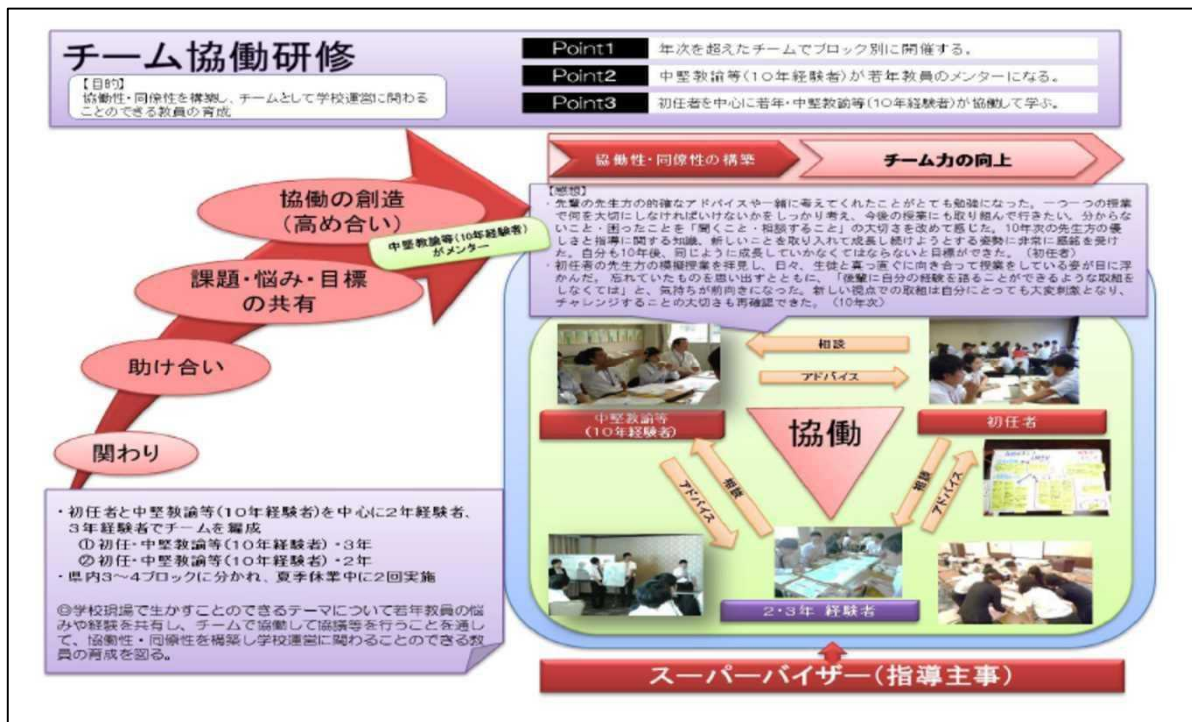 チーム協働研修
【目的】
協働性・同僚性を構築し、チームとして学校運営に関わる
ことのできる教員の育成
Point1 年次を超えたチームでブロック別に開催する。
Point2 中堅教諭等(10年経験者)が若年教員のメンターになる。
Point3 初任者を中心に若年・中堅教諭等(10年経験者)が協働して学ぶ。
協働性・同僚性の構築
チーム力の向上
協働の創造
(高め合い)
中堅教諭等(10年経験者)
がメンター
課題・悩み・目標
の共有
助け合い
関わり
【感想】
・先輩の先生方の的確なアドバイスや一緒に考えてくれたことがとても勉強になった。一つ一つの授業
で何を大切にしなければいけないかをしっかり考え、今後の授業にも取り組んで行きたい。分からな
いこと・困ったことを「聞くこと・相談すること」の大切さを改めて感じた。10年次の先生方の優
しさと指導に関する知識、新しいことを取り入れて成長し続けようとする姿勢に非常に感銘を受け
た。自分も10年後、同じように成長していかなくてはならないと目標ができた。（初任者）
・初任者の先生方の模擬授業を拝見し、日々、生徒と真っ直ぐに向き合って授業をしている姿が目に浮
かんだ。忘れていたものを思い出すとともに、「後輩に自分の経験を語ることができるような取組を
しなくては」と、気持ちが前向きになった。新しい視点での取組は自分にとっても大変刺激となり、
チャレンジすることの大切さも再確認できた。（10年次）
相談
アドバイス
中堅教諭等
(10年経験者)
協働
初任者
アドバイス
相談
相談
アドバイス
2・3年 経験者
スーパーバイザー(指導主事)
・初任者と中堅教諭等(10年経験者)を中心に2年経験者、
3年経験者でチームを編成
①初任・中堅教諭等(10年経験者)・3年
②初任・中堅教諭等(10年経験者)・2年
・県内3～4ブロックに分かれ、夏季休業中に2回実施
◎学校現場で生かすことのできるテーマについて若年教員の悩
みや経験を共有し、チームで協働して協議等を行うことを通し
て、協働性・同僚性を構築し学校運営に関わることのできる教
員の育成を図る。